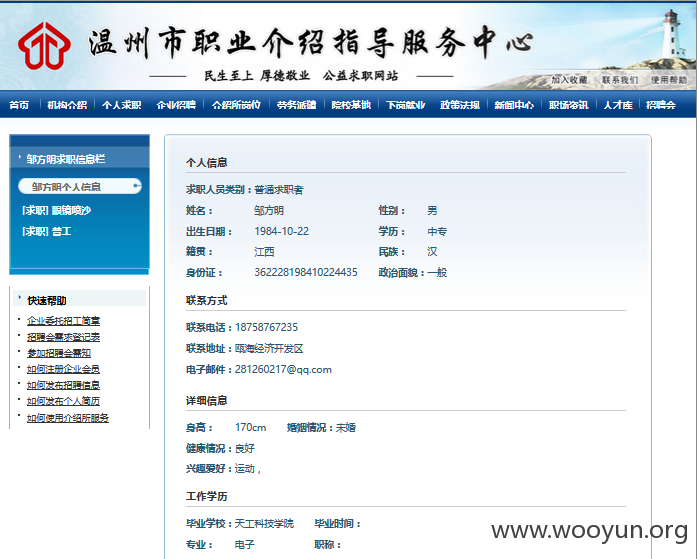 温州市职业介绍指导服务中心
民生至上 厚德敬业 公益求职网站
加入收藏 联系我们 使用帮助
首页 机构介绍 个人求职 企业招聘 介绍所岗位 劳务派遣 院校基地 下岗就业 政策法规 新闻中心 职场资讯 人才库 招聘会
邹方明求职信息栏
邹方明个人信息
[求职] 眼镜喷沙
[求职] 普工
快速帮助
企业委托招工简章
招聘会需求登记表
参加招聘会需知
如何注册企业会员
如何发布招聘信息
如何发布个人简历
如何使用介绍所服务
个人信息
求职人员类别：普通求职者
姓名： 邹方明 性别： 男
出生日期： 1984-10-22 学历： 中专
籍贯： 江西 民族： 汉
身份证： 362228198410224435 政治面貌：一般
联系方式
联系电话：18758767235
联系地址：瓯海经济开发区
电子邮件：281260217@qq.com
详细信息
身高： 170cm 婚姻情况：未婚
健康情况：良好
兴趣爱好：运动，
工作学历
毕业学校：天工科技学院 毕业时间：
专业： 电子 职称：
www.wooyun.org